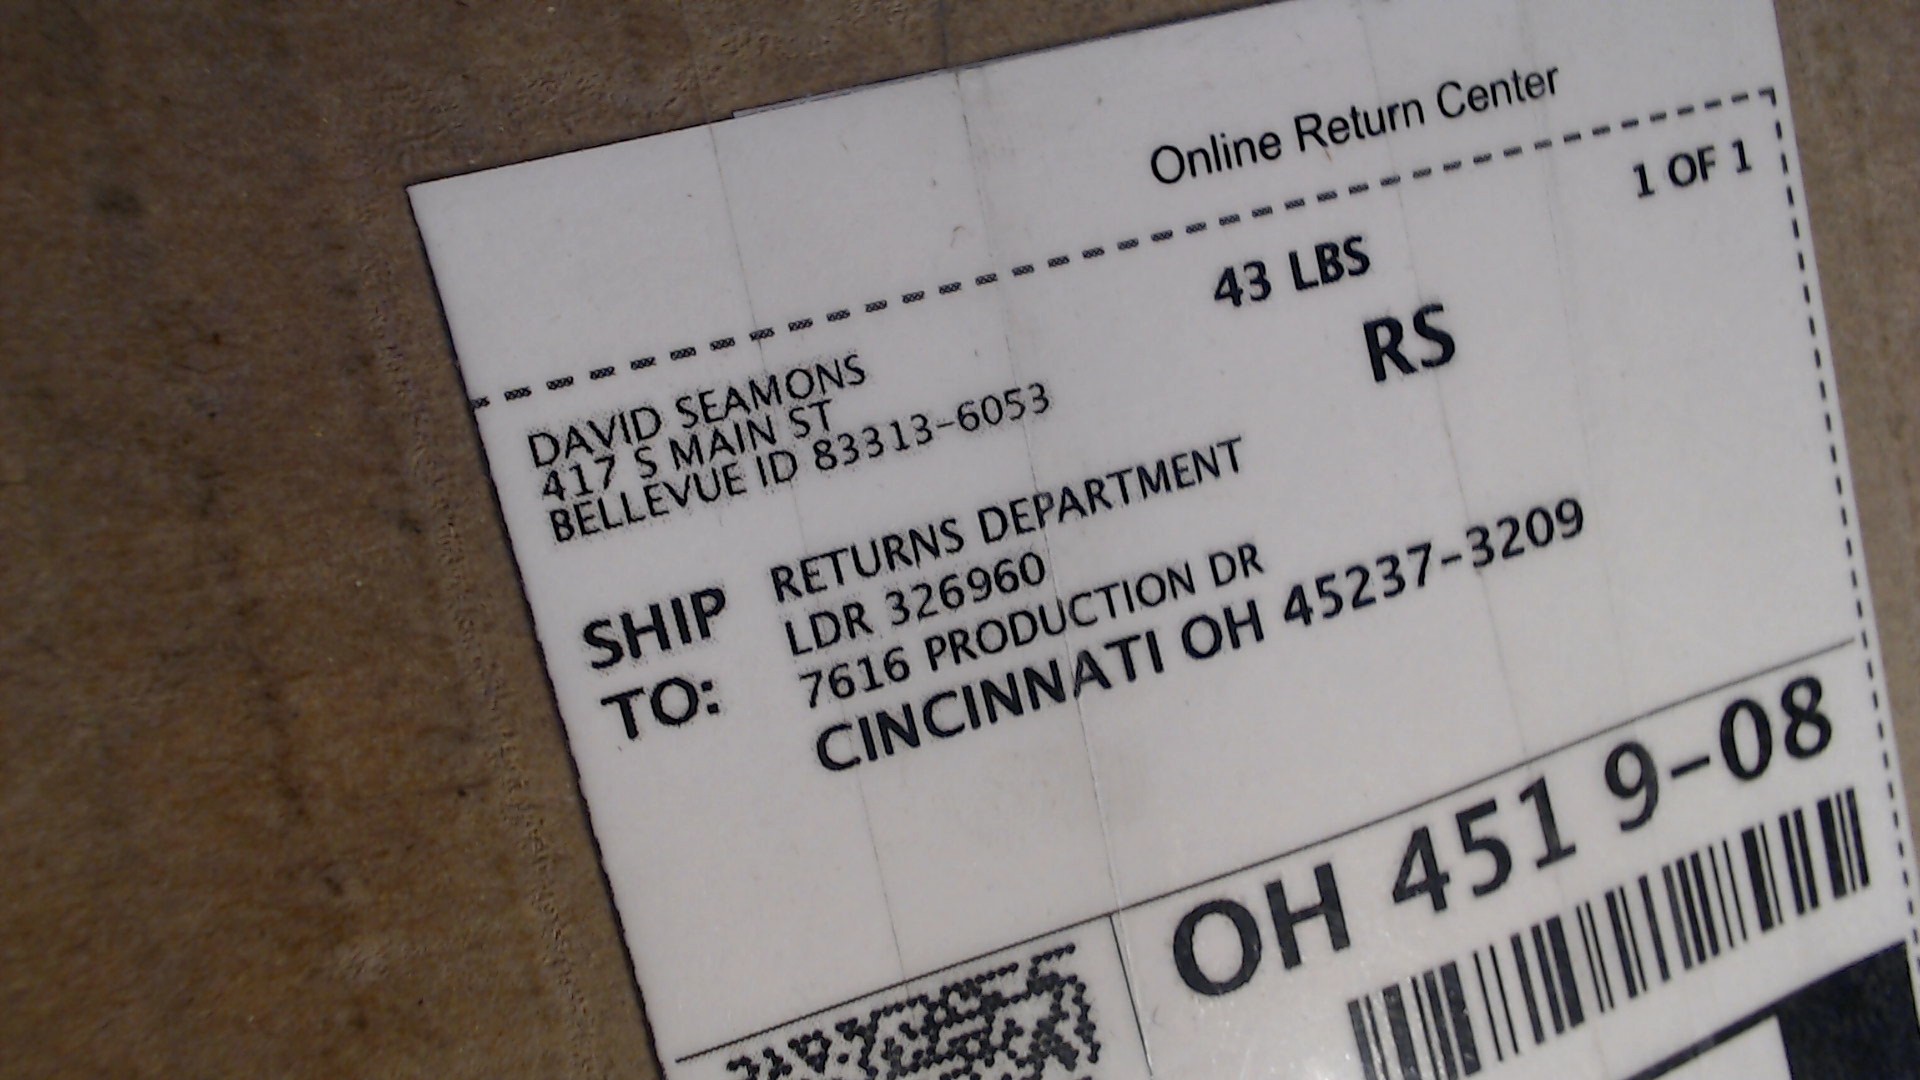 Online Return Center
1 OF 1
43 LBS
RS
DAVID SEAMONS
417 S MAIN ST
BELLEVUE ID 83313-6053
SHIP TO:
RETURNS DEPARTMENT
LDR 326960
7616 PRODUCTION DR
CINCINNATI OH 45237-3209
OH 451 9-08